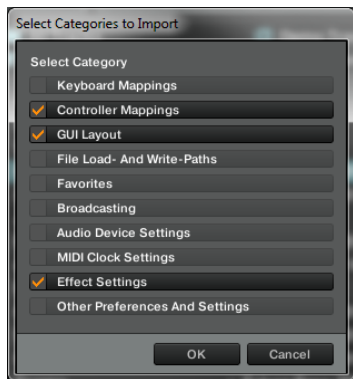 Select Categories to Import
Select Category
Keyboard Mappings
Controller Mappings
GUI Layout
File Load- And Write-Paths
Favorites
Broadcasting
Audio Device Settings
MIDI Clock Settings
Effect Settings
Other Preferences And Settings
OK Cancel